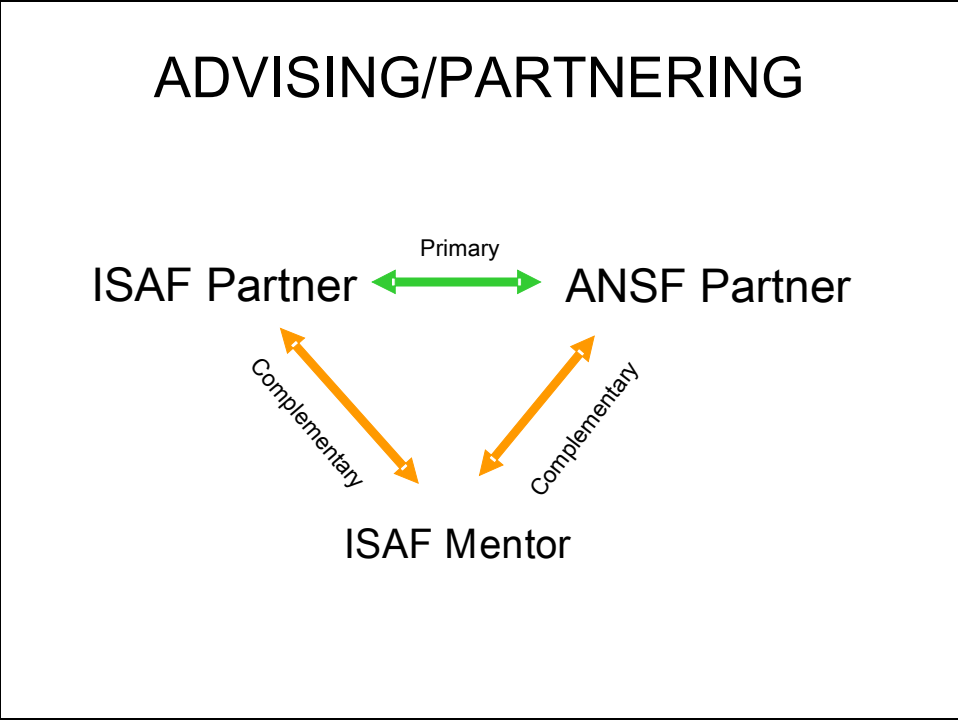 ADVISING/PARTNERING
Primary
ISAF Partner
ANSF Partner
Complementary
Complementary
ISAF Mentor